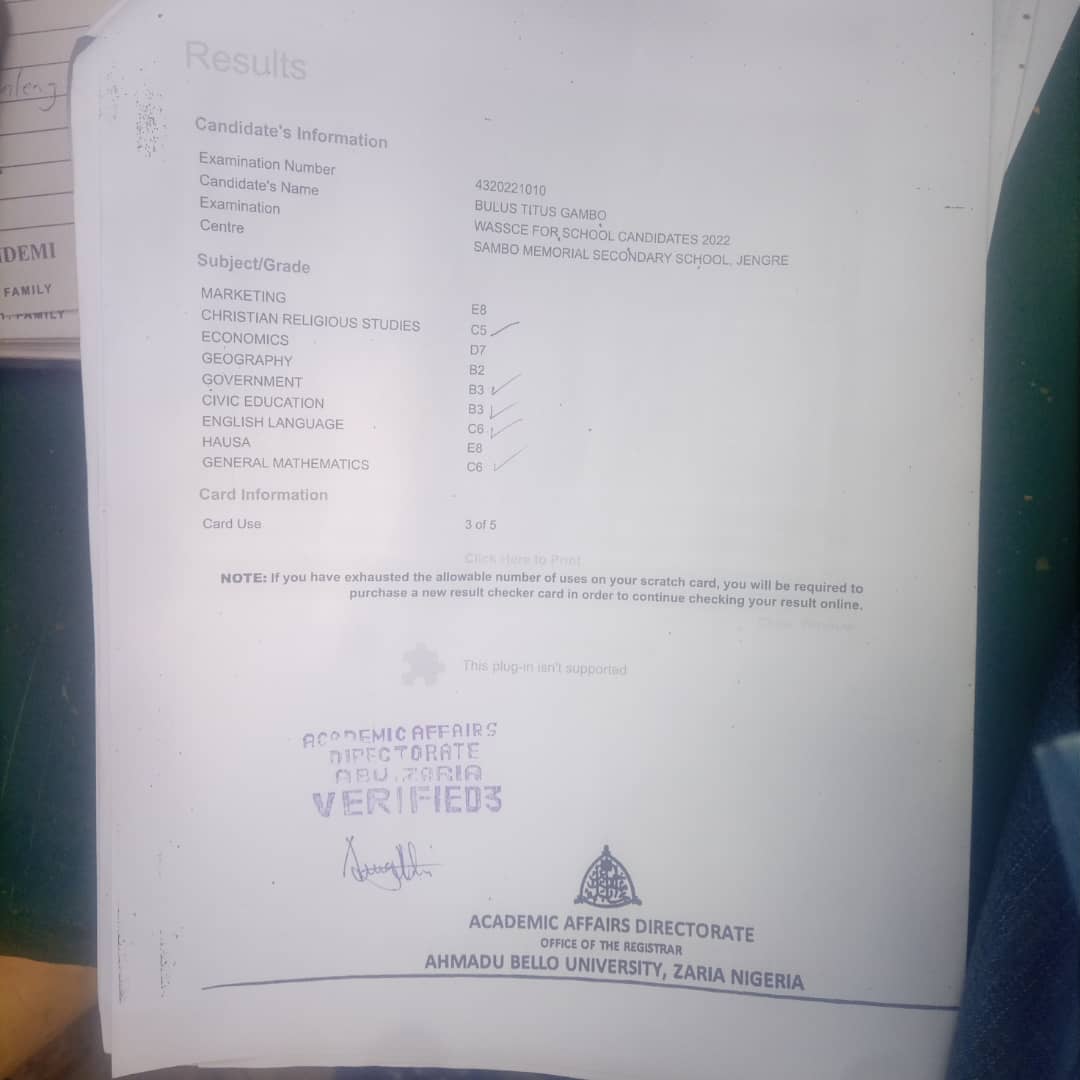 DEMI
FAMILY
Results
Candidate's Information
Examination Number 4320221010
Candidate's Name BULUS TITUS GAMBO
Examination WASSCE FOR SCHOOL CANDIDATES 2022
Centre SAMBO MEMORIAL SECONDARY SCHOOL, JENGRE
Subject/Grade
MARKETING E8
CHRISTIAN RELIGIOUS STUDIES C5
ECONOMICS D7
GEOGRAPHY B2
GOVERNMENT B3
CIVIC EDUCATION B3
ENGLISH LANGUAGE C6
HAUSA E8
GENERAL MATHEMATICS C6
Card Information
Card Use 3 of 5
Click Here to Print
NOTE: If you have exhausted the allowable number of uses on your scratch card, you will be required to
purchase a new result checker card in order to continue checking your result online.
This plug-in isn't supported
ACADEMIC AFFAIRS
DIRECTORATE
ABU, ZARIA
VERIFIED3
ACADEMIC AFFAIRS DIRECTORATE
OFFICE OF THE REGISTRAR
AHMADU BELLO UNIVERSITY, ZARIA NIGERIA